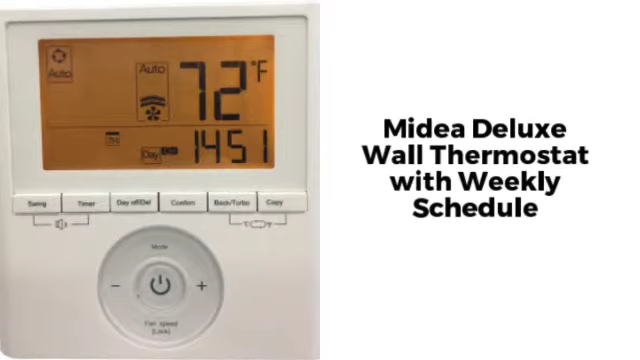 Auto
Auto
72°F
Day
1451
Swing Timer Day off/Del Confirm Back/Turbo Copy
Mode
− +
Fan speed
[Lock]
Midea Deluxe
Wall Thermostat
with Weekly
Schedule